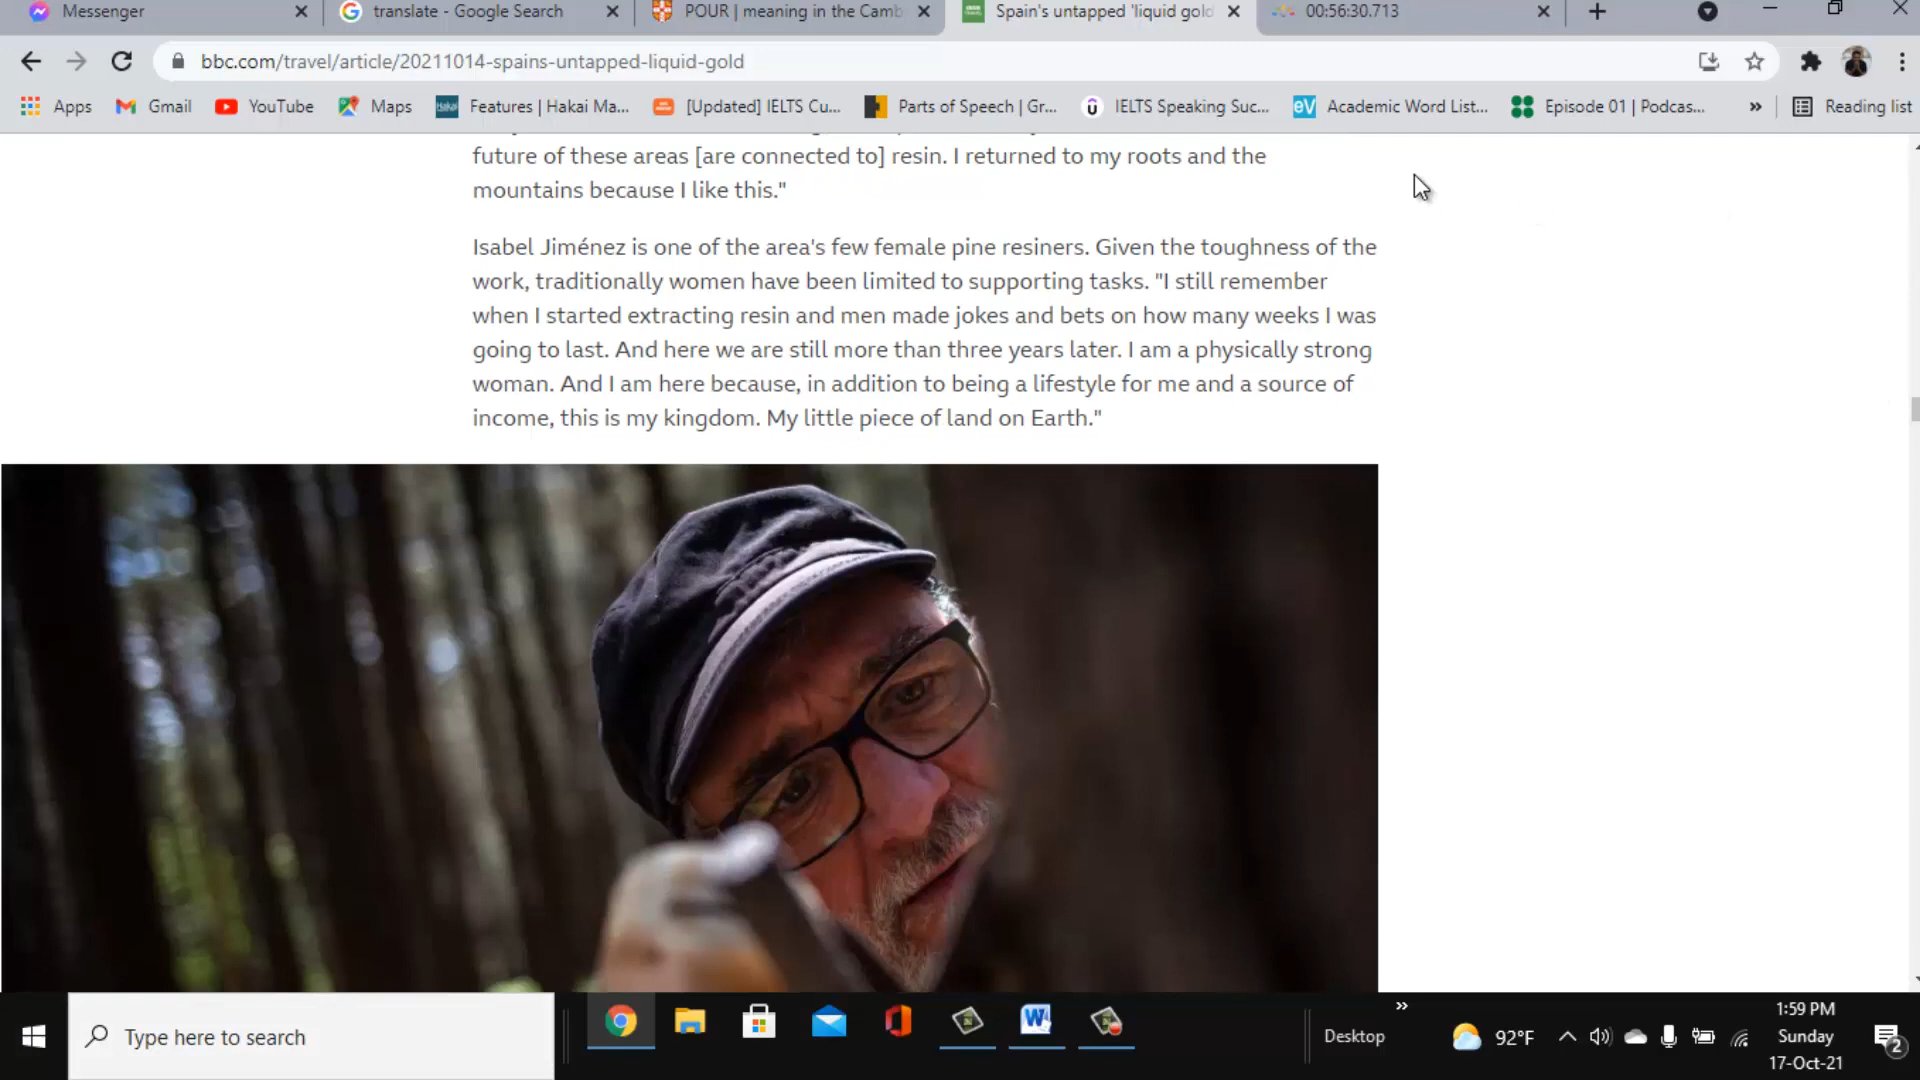 Messenger
translate - Google Search
POUR | meaning in the Camb
Spain's untapped 'liquid gold
00:56:30.713
bbc.com/travel/article/20211014-spains-untapped-liquid-gold
Apps
Gmail
YouTube
Maps
Hakai
Features | Hakai Ma...
[Updated] IELTS Cu...
Parts of Speech | Gr...
IELTS Speaking Suc...
eV
Academic Word List...
Episode 01 | Podcas...
»
Reading list
future of these areas [are connected to] resin. I returned to my roots and the
mountains because I like this."
Isabel Jiménez is one of the area's few female pine resiners. Given the toughness of the
work, traditionally women have been limited to supporting tasks. "I still remember
when I started extracting resin and men made jokes and bets on how many weeks I was
going to last. And here we are still more than three years later. I am a physically strong
woman. And I am here because, in addition to being a lifestyle for me and a source of
income, this is my kingdom. My little piece of land on Earth."
Type here to search
Desktop
»
92°F
1:59 PM
Sunday
17-Oct-21
2